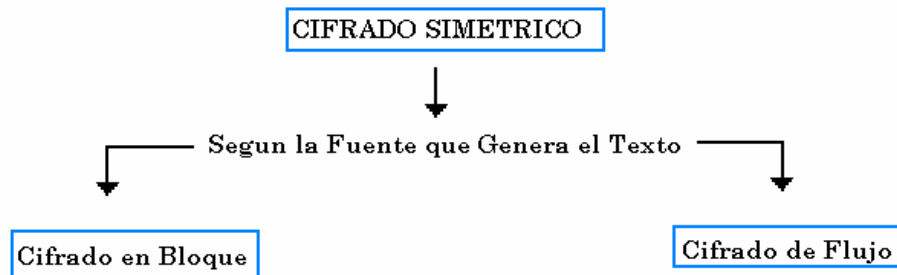 CIFRADO SIMETRICO
Segun la Fuente que Genera el Texto
Cifrado en Bloque
Cifrado de Flujo